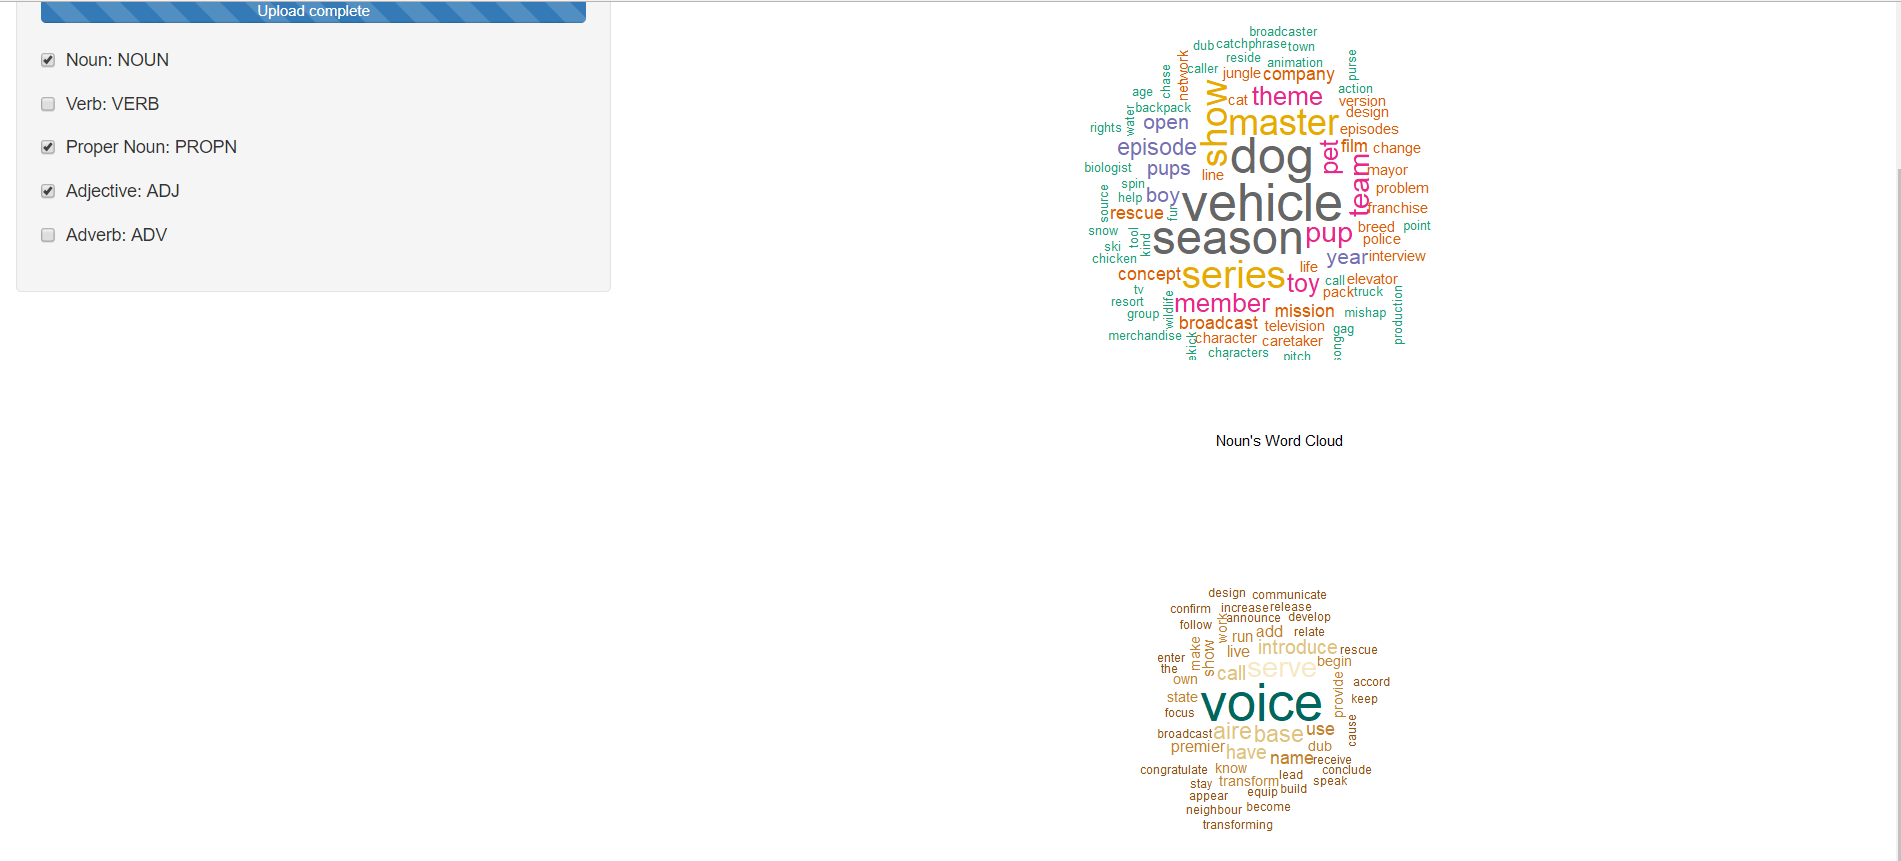 Upload complete
Noun: NOUN
Verb: VERB
Proper Noun: PROPN
Adjective: ADJ
Adverb: ADV
broadcaster
dub catchphrase town
reside animation
network caller jungle company purse
chase
age cat theme action
version
backpack show master design
water
rights open episodes
episode dog pet film change
biologist pups line team mayor
spin problem
source help boy vehicle franchise
rescue fur
snow tool season pup breed point
police
ski kind
chicken year interview
concept series life call elevator
tv toy pack truck
resort wildlife member production
group mission mishap
broadcast television gag
merchandise character caretaker song
ekick characters pitch
Noun's Word Cloud
design communicate
confirm increase release
follow work announce develop
run add relate
make show live introduce rescue
enter
the call serve begin
own provide accord
state voice keep
focus
broadcast aire base use cause
premier have dub
name receive
congratulate know lead conclude
stay transform speak
appear equip build
neighbour become
transforming